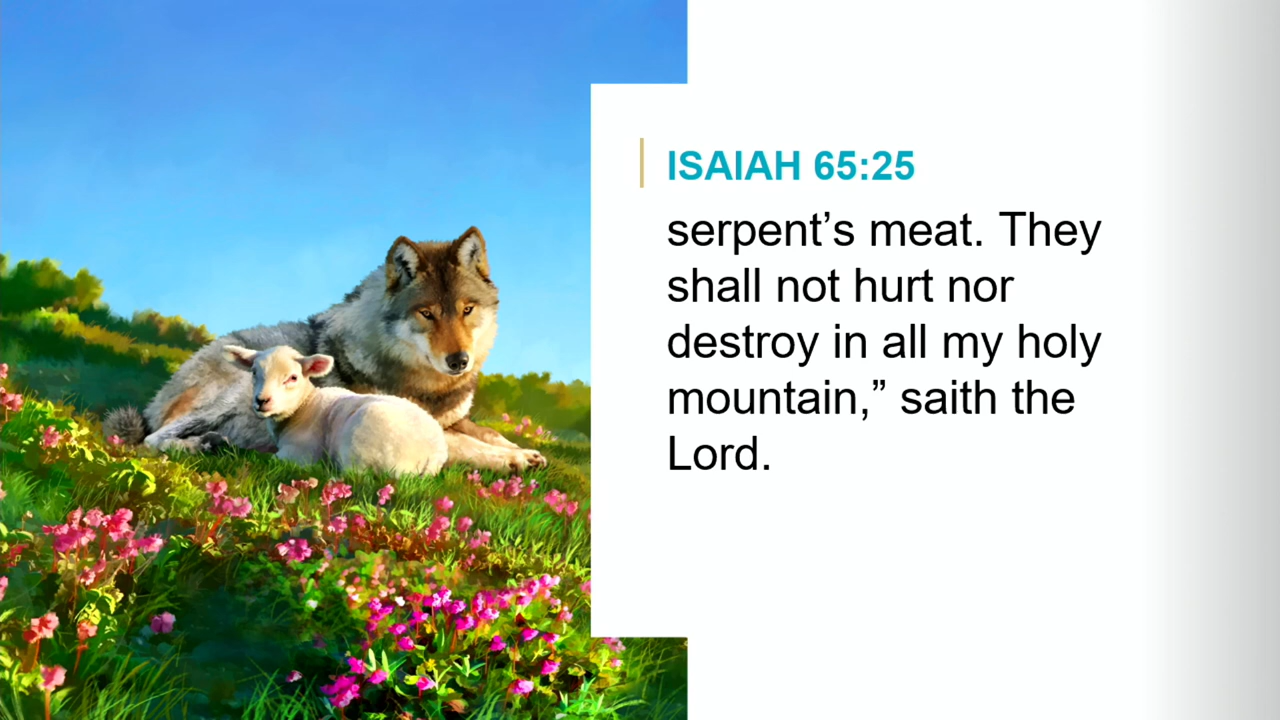 ISAIAH 65:25
serpent’s meat. They
shall not hurt nor
destroy in all my holy
mountain,” saith the
Lord.